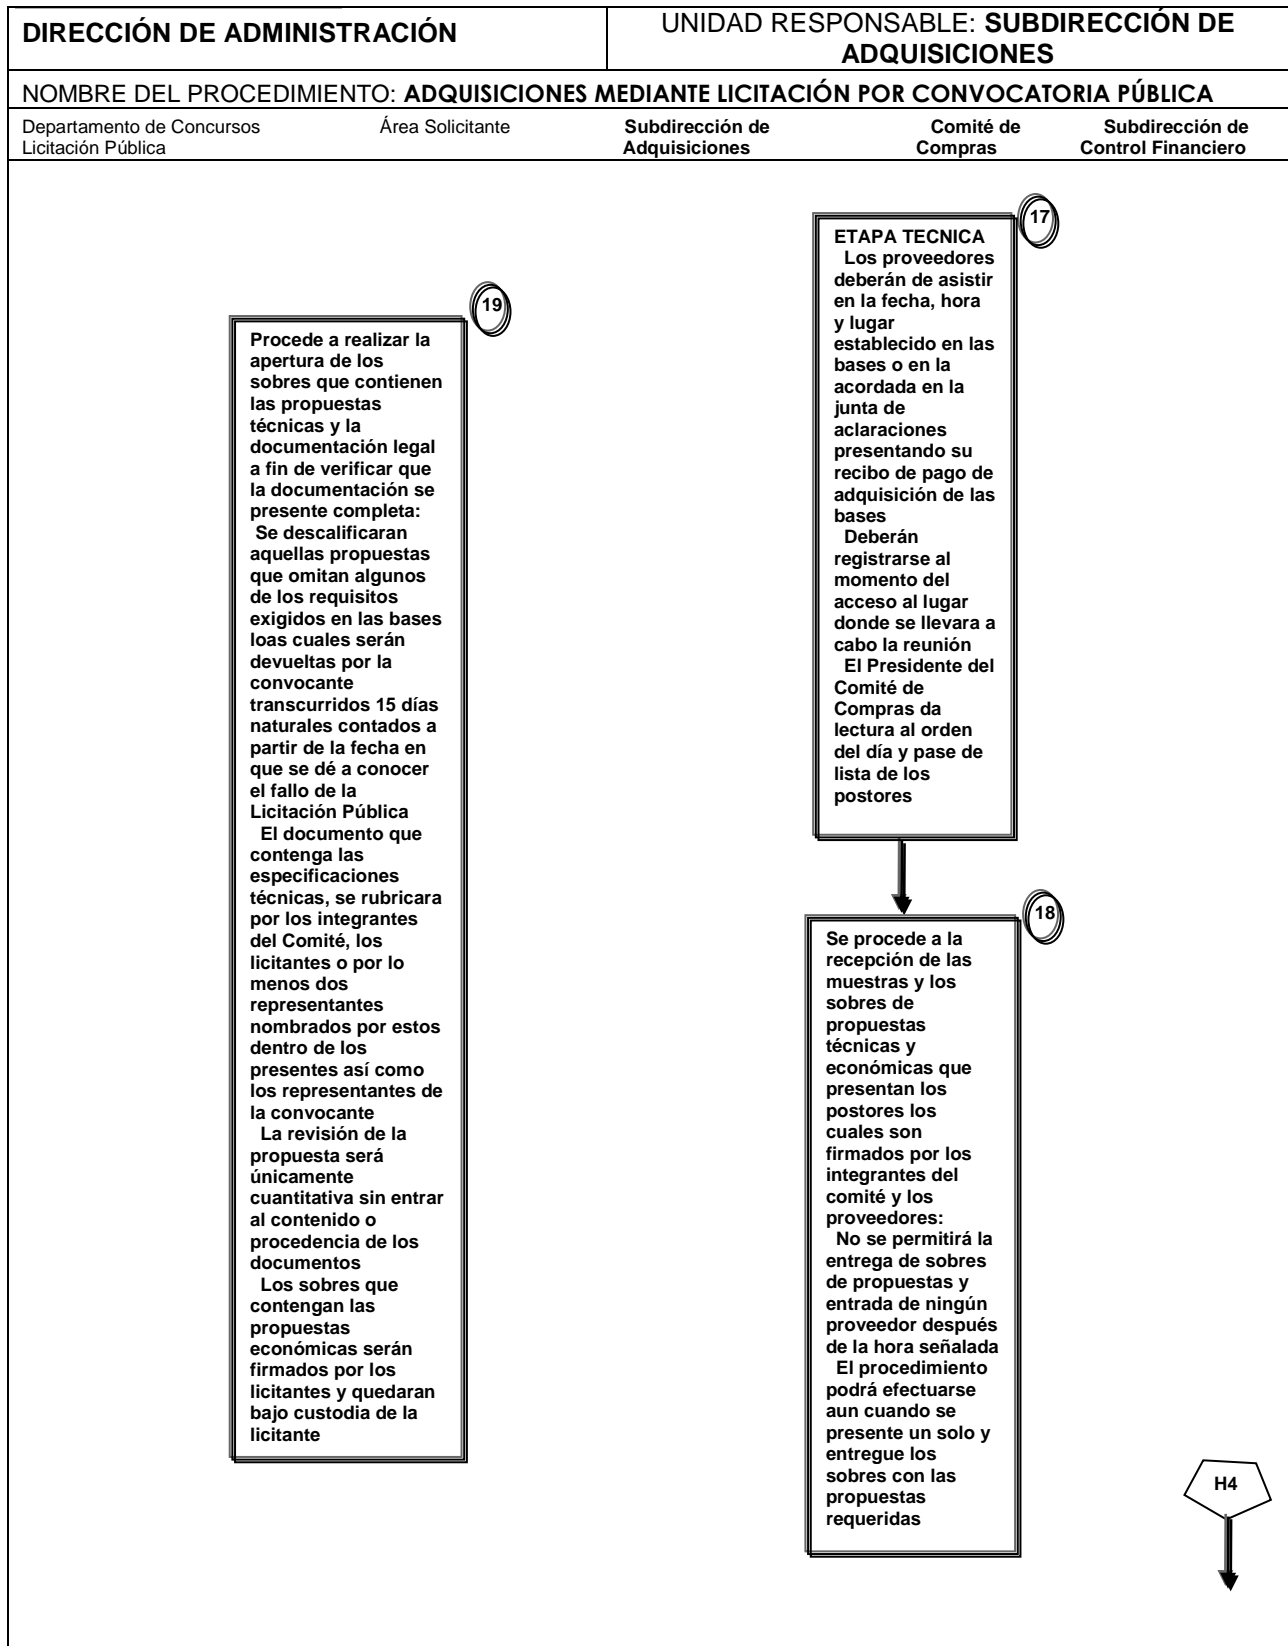 DIRECCIÓN DE ADMINISTRACIÓN
UNIDAD RESPONSABLE: SUBDIRECCIÓN DE
ADQUISICIONES
NOMBRE DEL PROCEDIMIENTO: ADQUISICIONES MEDIANTE LICITACIÓN POR CONVOCATORIA PÚBLICA
Departamento de Concursos
Licitación Pública
Área Solicitante
Subdirección de
Adquisiciones
Comité de
Compras
Subdirección de
Control Financiero
17
ETAPA TECNICA
Los proveedores
deberán de asistir
en la fecha, hora
y lugar
establecido en las
bases o en la
acordada en la
junta de
aclaraciones
presentando su
recibo de pago de
adquisición de las
bases
Deberán
registrarse al
momento del
acceso al lugar
donde se llevara a
cabo la reunión
El Presidente del
Comité de
Compras da
lectura al orden
del día y pase de
lista de los
postores
18
Se procede a la
recepción de las
muestras y los
sobres de
propuestas
técnicas y
económicas que
presentan los
postores los
cuales son
firmados por los
integrantes del
comité y los
proveedores:
No se permitirá la
entrega de sobres
de propuestas y
entrada de ningún
proveedor después
de la hora señalada
El procedimiento
podrá efectuarse
aun cuando se
presente un solo y
entregue los
sobres con las
propuestas
requeridas
19
Procede a realizar la
apertura de los
sobres que contienen
las propuestas
técnicas y la
documentación legal
a fin de verificar que
la documentación se
presente completa:
Se descalificaran
aquellas propuestas
que omitan algunos
de los requisitos
exigidos en las bases
loas cuales serán
devueltas por la
convocante
transcurridos 15 días
naturales contados a
partir de la fecha en
que se dé a conocer
el fallo de la
Licitación Pública
El documento que
contenga las
especificaciones
técnicas, se rubricara
por los integrantes
del Comité, los
licitantes o por lo
menos dos
representantes
nombrados por estos
dentro de los
presentes así como
los representantes de
la convocante
La revisión de la
propuesta será
únicamente
cuantitativa sin entrar
al contenido o
procedencia de los
documentos
Los sobres que
contengan las
propuestas
económicas serán
firmados por los
licitantes y quedaran
bajo custodia de la
licitante
H4